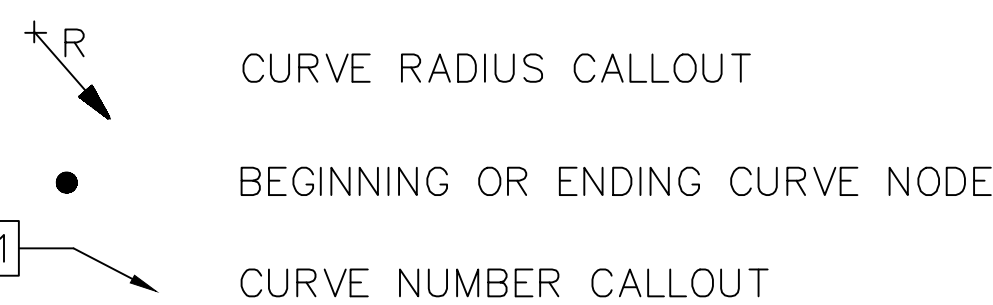 R CURVE RADIUS CALLOUT
BEGINNING OR ENDING CURVE NODE
1 CURVE NUMBER CALLOUT